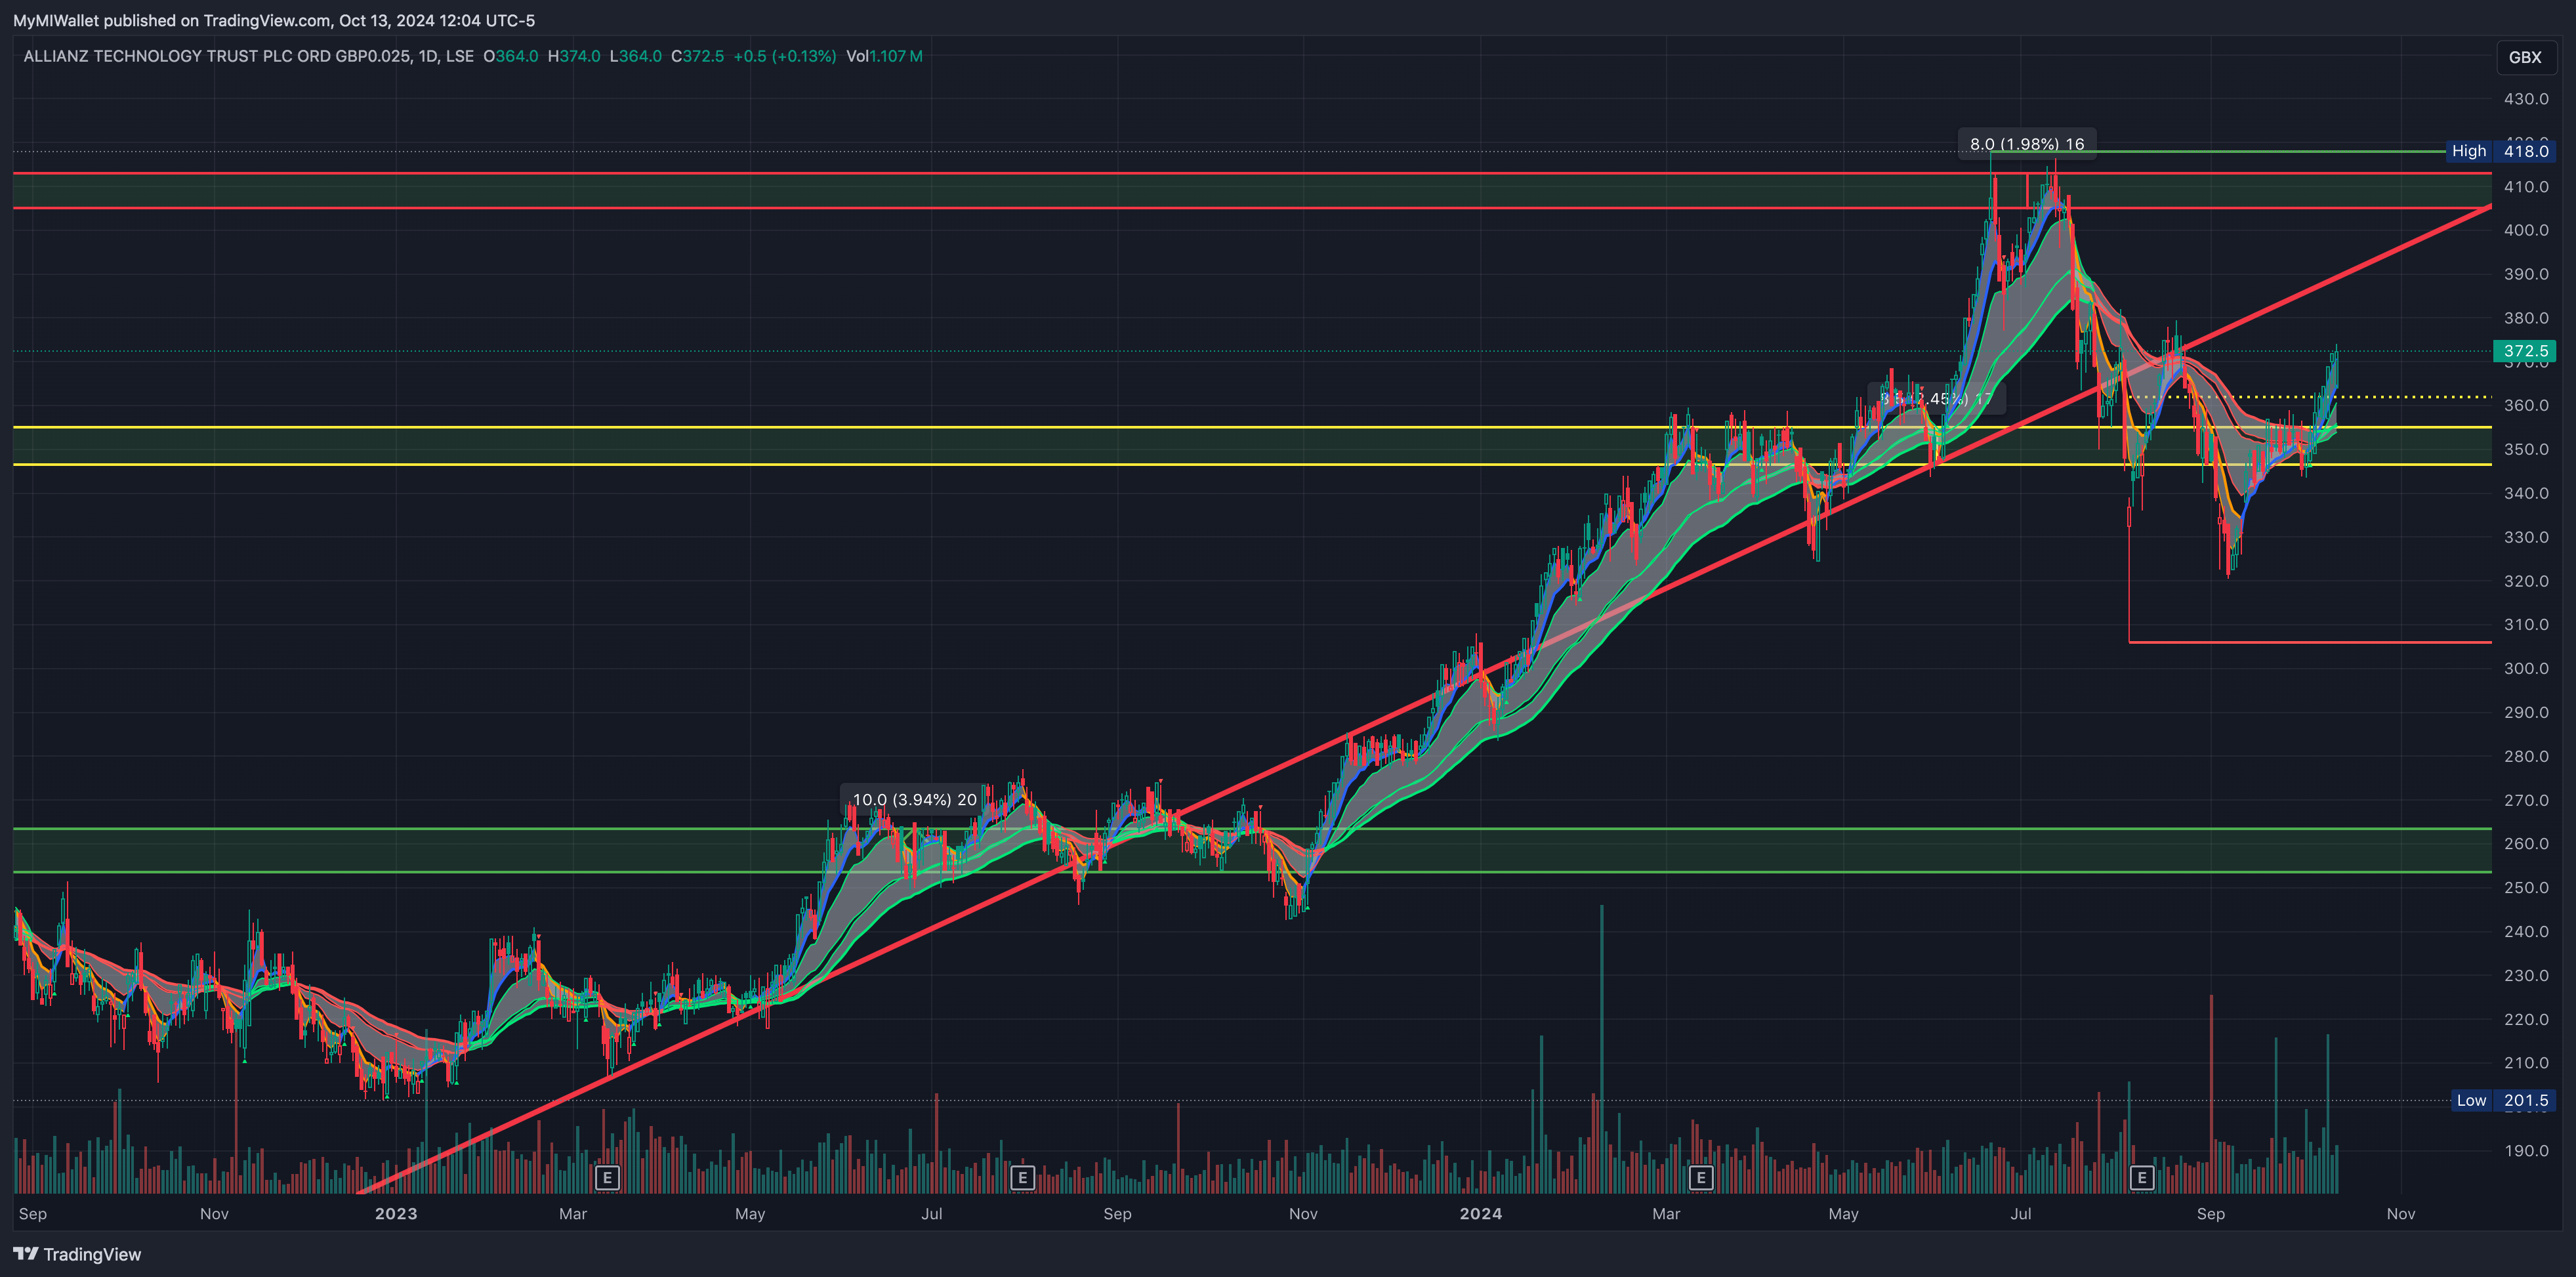 MyMIWallet published on TradingView.com, Oct 13, 2024 12:04 UTC-5
ALLIANZ TECHNOLOGY TRUST PLC ORD GBP0.025, 1D, LSE O364.0 H374.0 L364.0 C372.5 +0.5 (+0.13%) Vol1.107 M
GBX
430.0
8.0 (1.98%) 16
High 418.0
410.0
400.0
390.0
380.0
372.5
370.0
360.0
350.0
340.0
330.0
320.0
310.0
300.0
290.0
280.0
10.0 (3.94%) 20
270.0
260.0
250.0
240.0
230.0
220.0
210.0
Low 201.5
190.0
E E E E
Sep Nov 2023 Mar May Jul Sep Nov 2024 Mar May Jul Sep Nov
TradingView